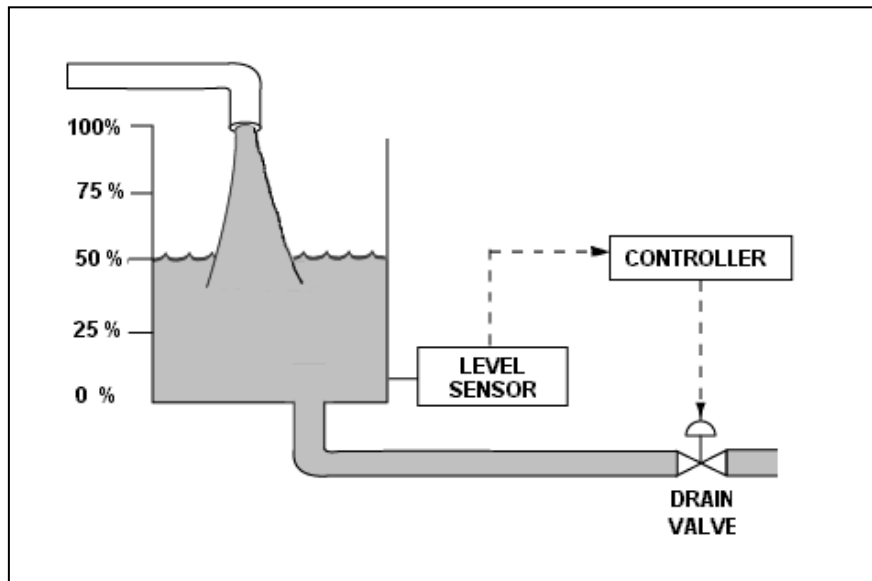 100%
75 %
50 %
25 %
0 %
CONTROLLER
LEVEL
SENSOR
DRAIN
VALVE